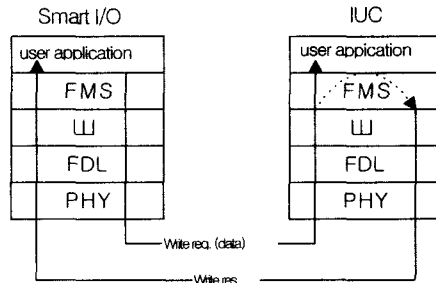 Smart I/O
IUC
user application
user appication
FMS
FMS
FDL
FDL
PHY
PHY
Write req. (data)
Write res